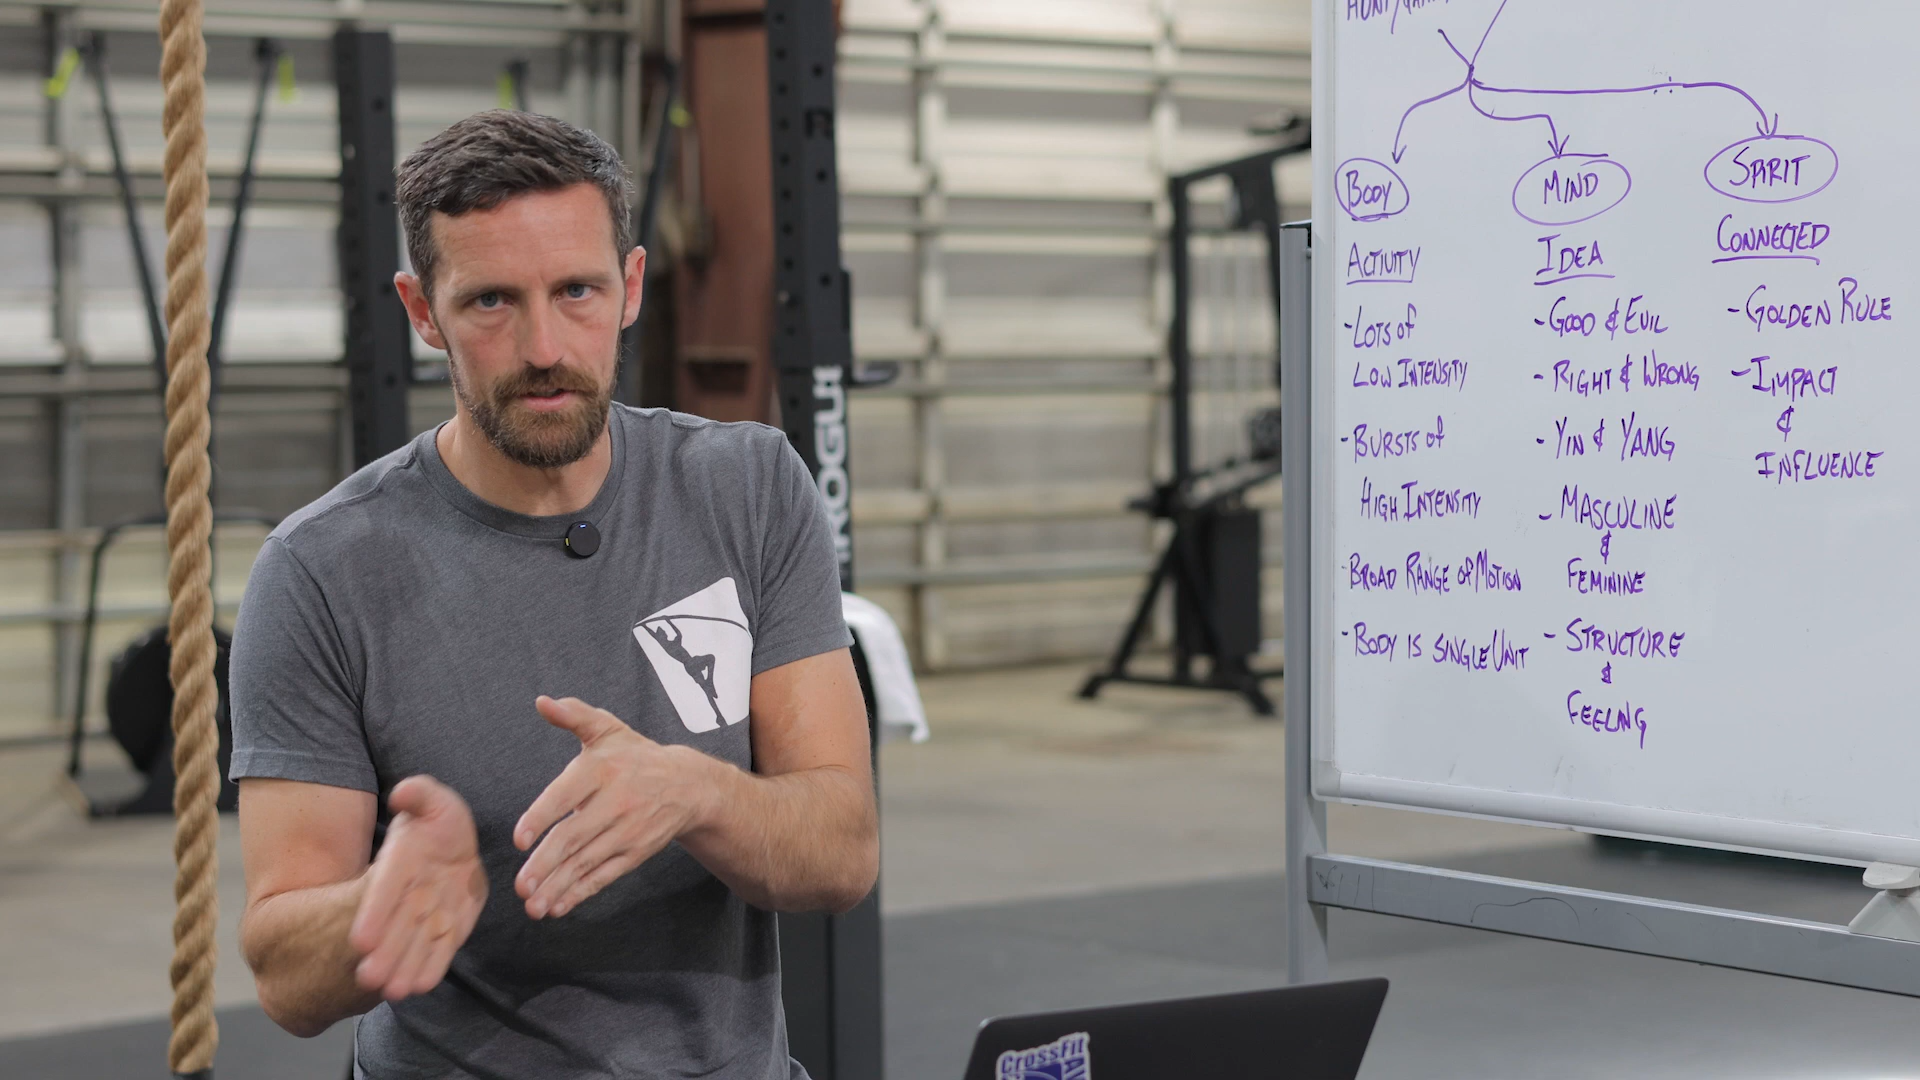 BODY
ACTIVITY
-LOTS of
LOW INTENSITY
-BURSTS of
HIGH INTENSITY
-BROAD RANGE of MOTION
-BODY IS SINGLE UNIT
MIND
IDEA
-GOOD & EVIL
-RIGHT & WRONG
-YIN & YANG
-MASCULINE
&
FEMININE
-STRUCTURE
&
FEELING
SPIRIT
CONNECTED
-GOLDEN RULE
-IMPACT
&
INFLUENCE
ROGUE
CrossFit